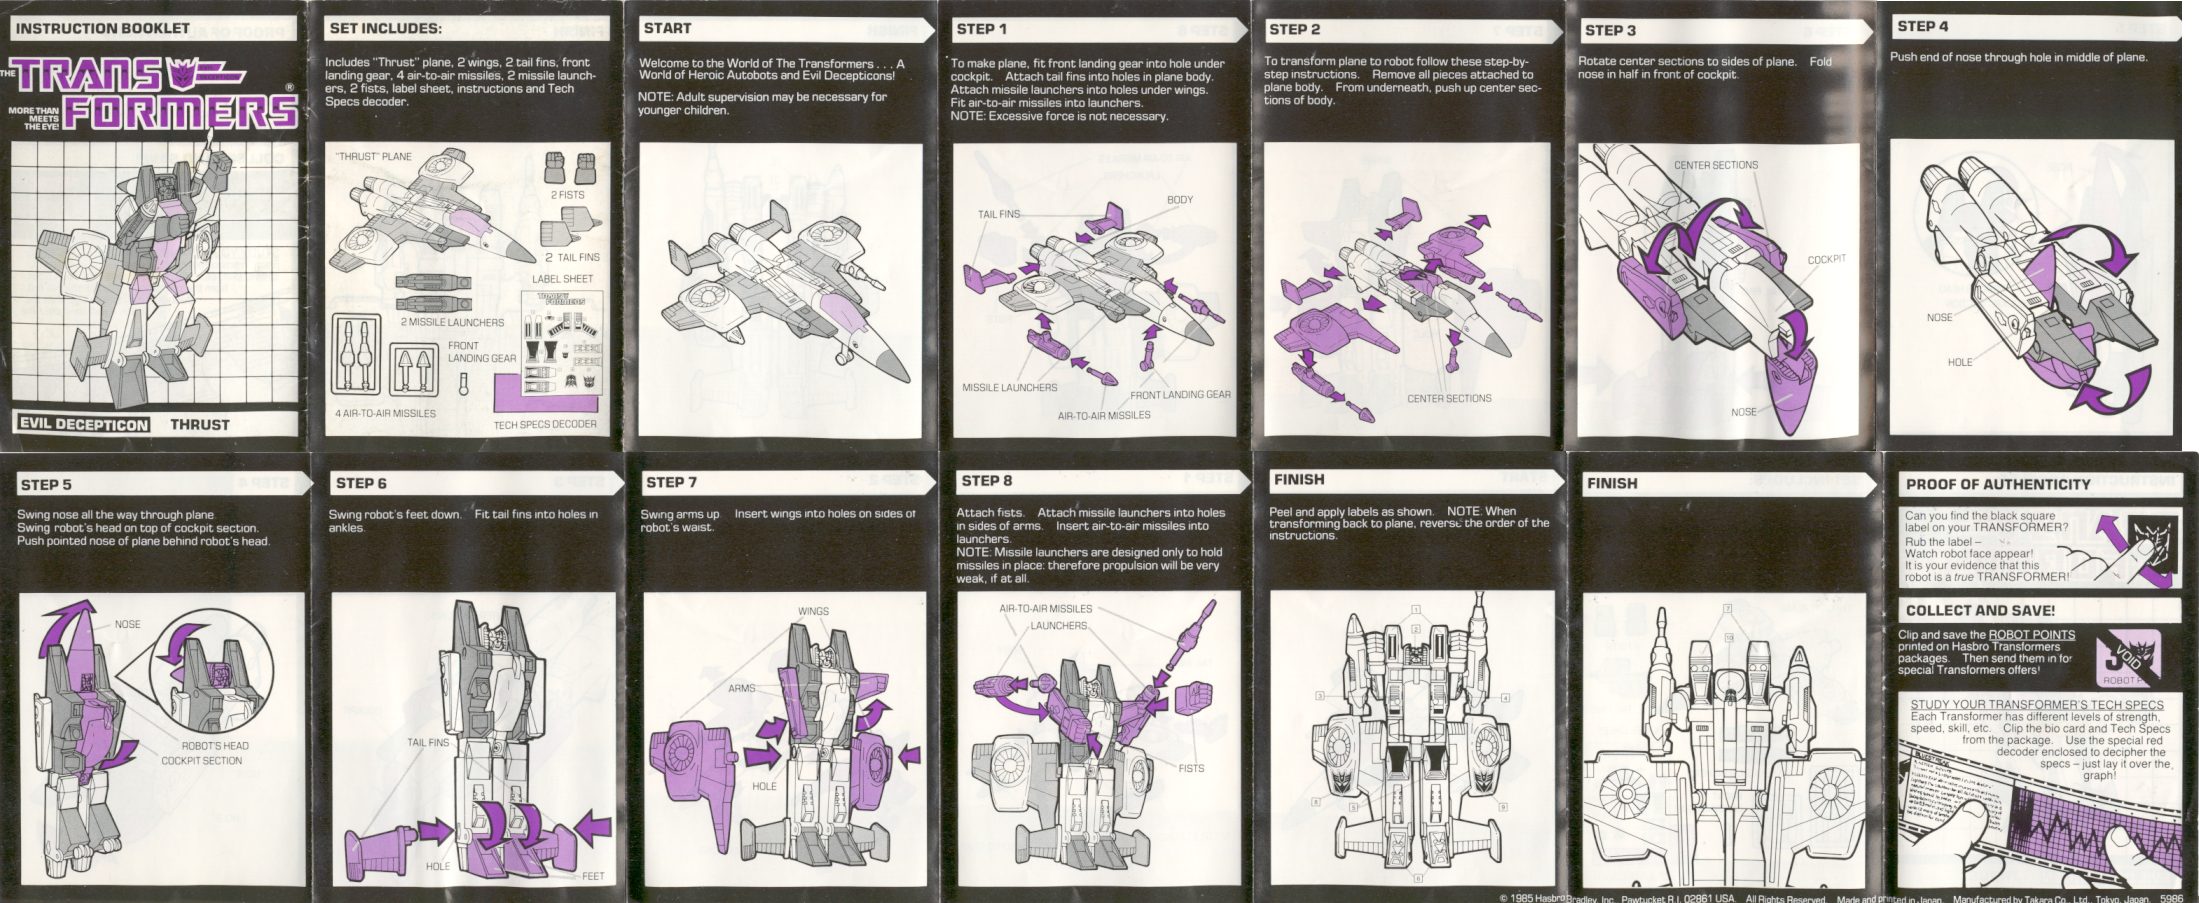 INSTRUCTION BOOKLET
THE TRANSFORMERS ®
MORE THAN
MEETS
THE EYE!
EVIL DECEPTICON THRUST
SET INCLUDES:
Includes "Thrust" plane, 2 wings, 2 tail fins, front
landing gear, 4 air-to-air missiles, 2 missile launch-
ers, 2 fists, label sheet, instructions and Tech
Specs decoder.
"THRUST" PLANE
2 FISTS
2 TAIL FINS
LABEL SHEET
TRANSFORMERS
2 MISSILE LAUNCHERS
FRONT
LANDING GEAR
4 AIR-TO-AIR MISSILES
TECH SPECS DECODER
START
Welcome to the World of The Transformers . . . A
World of Heroic Autobots and Evil Decepticons!
NOTE: Adult supervision may be necessary for
younger children.
STEP 1
To make plane, fit front landing gear into hole under
cockpit. Attach tail fins into holes in plane body.
Attach missile launchers into holes under wings.
Fit air-to-air missiles into launchers.
NOTE: Excessive force is not necessary.
TAIL FINS
BODY
MISSILE LAUNCHERS
FRONT LANDING GEAR
AIR-TO-AIR MISSILES
STEP 2
To transform plane to robot follow these step-by-
step instructions. Remove all pieces attached to
plane body. From underneath, push up center sec-
tions of body.
CENTER SECTIONS
STEP 3
Rotate center sections to sides of plane. Fold
nose in half in front of cockpit.
CENTER SECTIONS
COCKPIT
NOSE
STEP 4
Push end of nose through hole in middle of plane.
NOSE
HOLE
STEP 5
Swing nose all the way through plane
Swing robot's head on top of cockpit section.
Push pointed nose of plane behind robot's head.
NOSE
ROBOT'S HEAD
COCKPIT SECTION
STEP 6
Swing robot's feet down. Fit tail fins into holes in
ankles.
TAIL FINS
HOLE
FEET
STEP 7
Swing arms up Insert wings into holes on sides of
robot's waist.
WINGS
ARMS
HOLE
STEP 8
Attach fists. Attach missile launchers into holes
in sides of arms. Insert air-to-air missiles into
launchers.
NOTE: Missile launchers are designed only to hold
missiles in place: therefore propulsion will be very
weak, if at all.
AIR-TO-AIR MISSILES
LAUNCHERS
FISTS
FINISH
Peel and apply labels as shown. NOTE: When
transforming back to plane, reverse the order of the
instructions.
1
2
3
4
8
5
9
6
FINISH
7
10
PROOF OF AUTHENTICITY
Can you find the black square
label on your TRANSFORMER?
Rub the label –
Watch robot face appear!
It is your evidence that this
robot is a true TRANSFORMER!
COLLECT AND SAVE!
Clip and save the ROBOT POINTS
printed on Hasbro Transformers
packages. Then send them in for
special Transformers offers!
3 VOID
ROBOT P
STUDY YOUR TRANSFORMER'S TECH SPECS
Each Transformer has different levels of strength,
speed, skill, etc. Clip the bio card and Tech Specs
from the package. Use the special red
decoder enclosed to decipher the
specs – just lay it over the
graph!
© 1985 Hasbro Bradley, Inc. Pawtucket R.I. 02861 USA. All Rights Reserved. Made and printed in Japan. Manufactured by Takara Co., Ltd. Tokyo, Japan. 5986